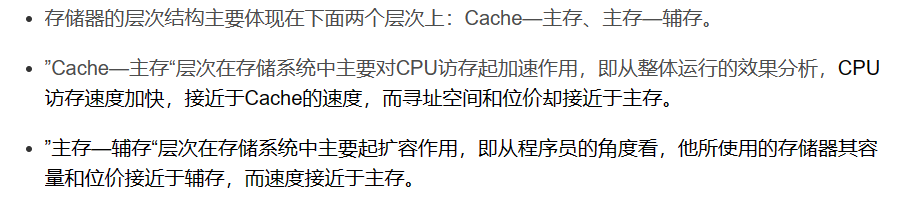 • 存储器的层次结构主要体现在下面两个层次上：Cache—主存、主存—辅存。
• ”Cache—主存“层次在存储系统中主要对CPU访存起加速作用，即从整体运行的效果分析，CPU
访存速度加快，接近于Cache的速度，而寻址空间和位价却接近于主存。
• ”主存—辅存“层次在存储系统中主要起扩容作用，即从程序员的角度看，他所使用的存储器其容
量和位价接近于辅存，而速度接近于主存。